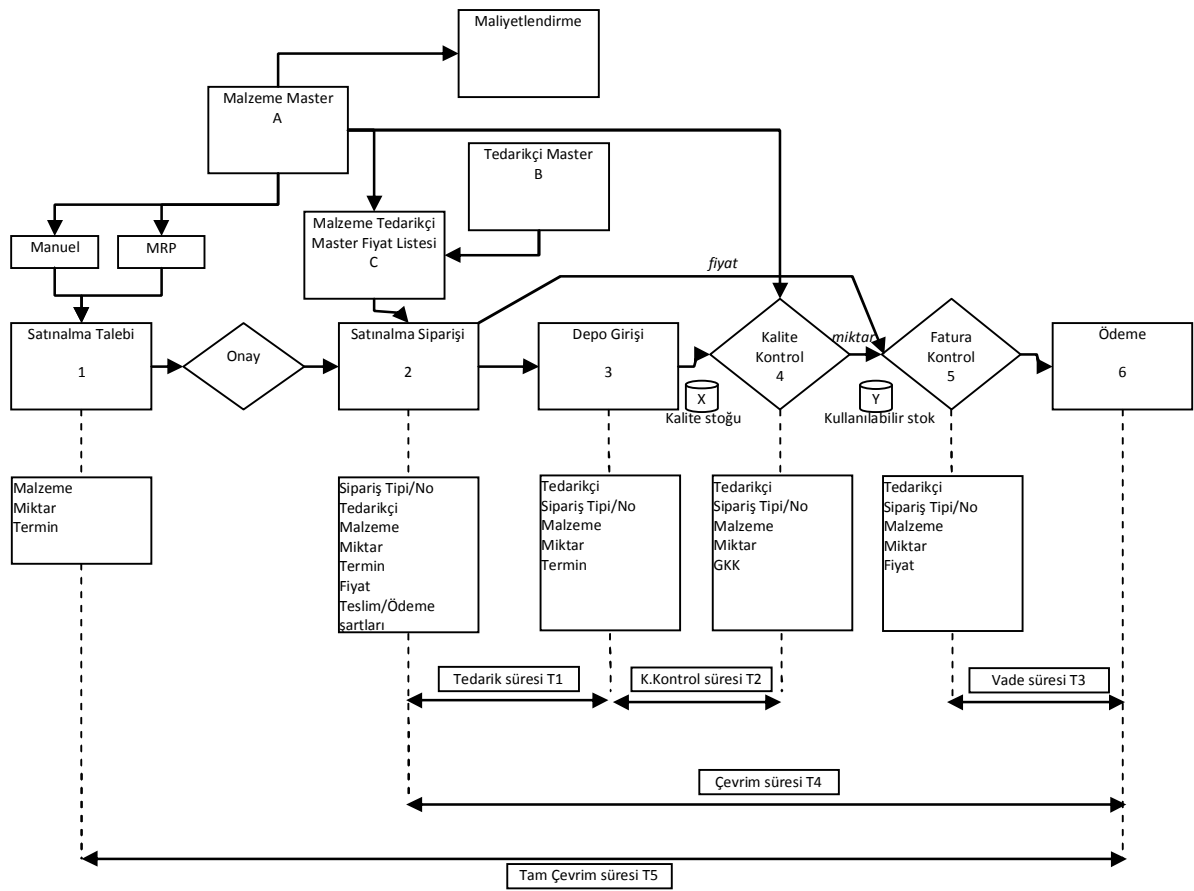 Maliyetlendirme
Malzeme Master
A
Tedarikçi Master
B
Manuel
MRP
Malzeme Tedarikçi
Master Fiyat Listesi
C
fiyat
Satınalma Talebi
1
Onay
Satınalma Siparişi
2
Depo Girişi
3
Kalite
Kontrol
4
miktar
Fatura
Kontrol
5
Ödeme
6
X
Kalite stoğu
Y
Kullanılabilir stok
Malzeme
Miktar
Termin
Sipariş Tipi/No
Tedarikçi
Malzeme
Miktar
Termin
Fiyat
Teslim/Ödeme
şartları
Tedarikçi
Sipariş Tipi/No
Malzeme
Miktar
Termin
Tedarikçi
Sipariş Tipi/No
Malzeme
Miktar
GKK
Tedarikçi
Sipariş Tipi/No
Malzeme
Miktar
Fiyat
Tedarik süresi T1
K.Kontrol süresi T2
Vade süresi T3
Çevrim süresi T4
Tam Çevrim süresi T5